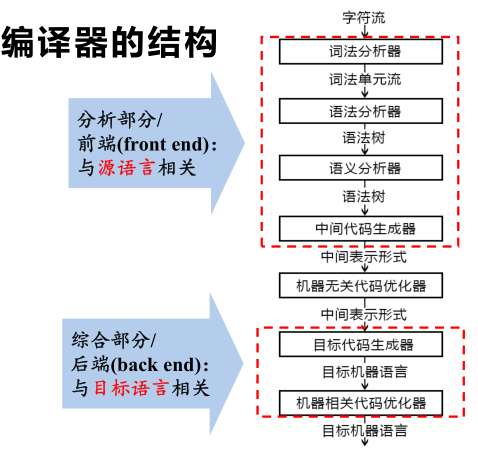 编译器的结构
字符流
词法分析器
词法单元流
语法分析器
语法树
语义分析器
语法树
中间代码生成器
中间表示形式
机器无关代码优化器
中间表示形式
目标代码生成器
目标机器语言
机器相关代码优化器
目标机器语言
分析部分/
前端(front end):
与源语言相关
综合部分/
后端(back end):
与目标语言相关